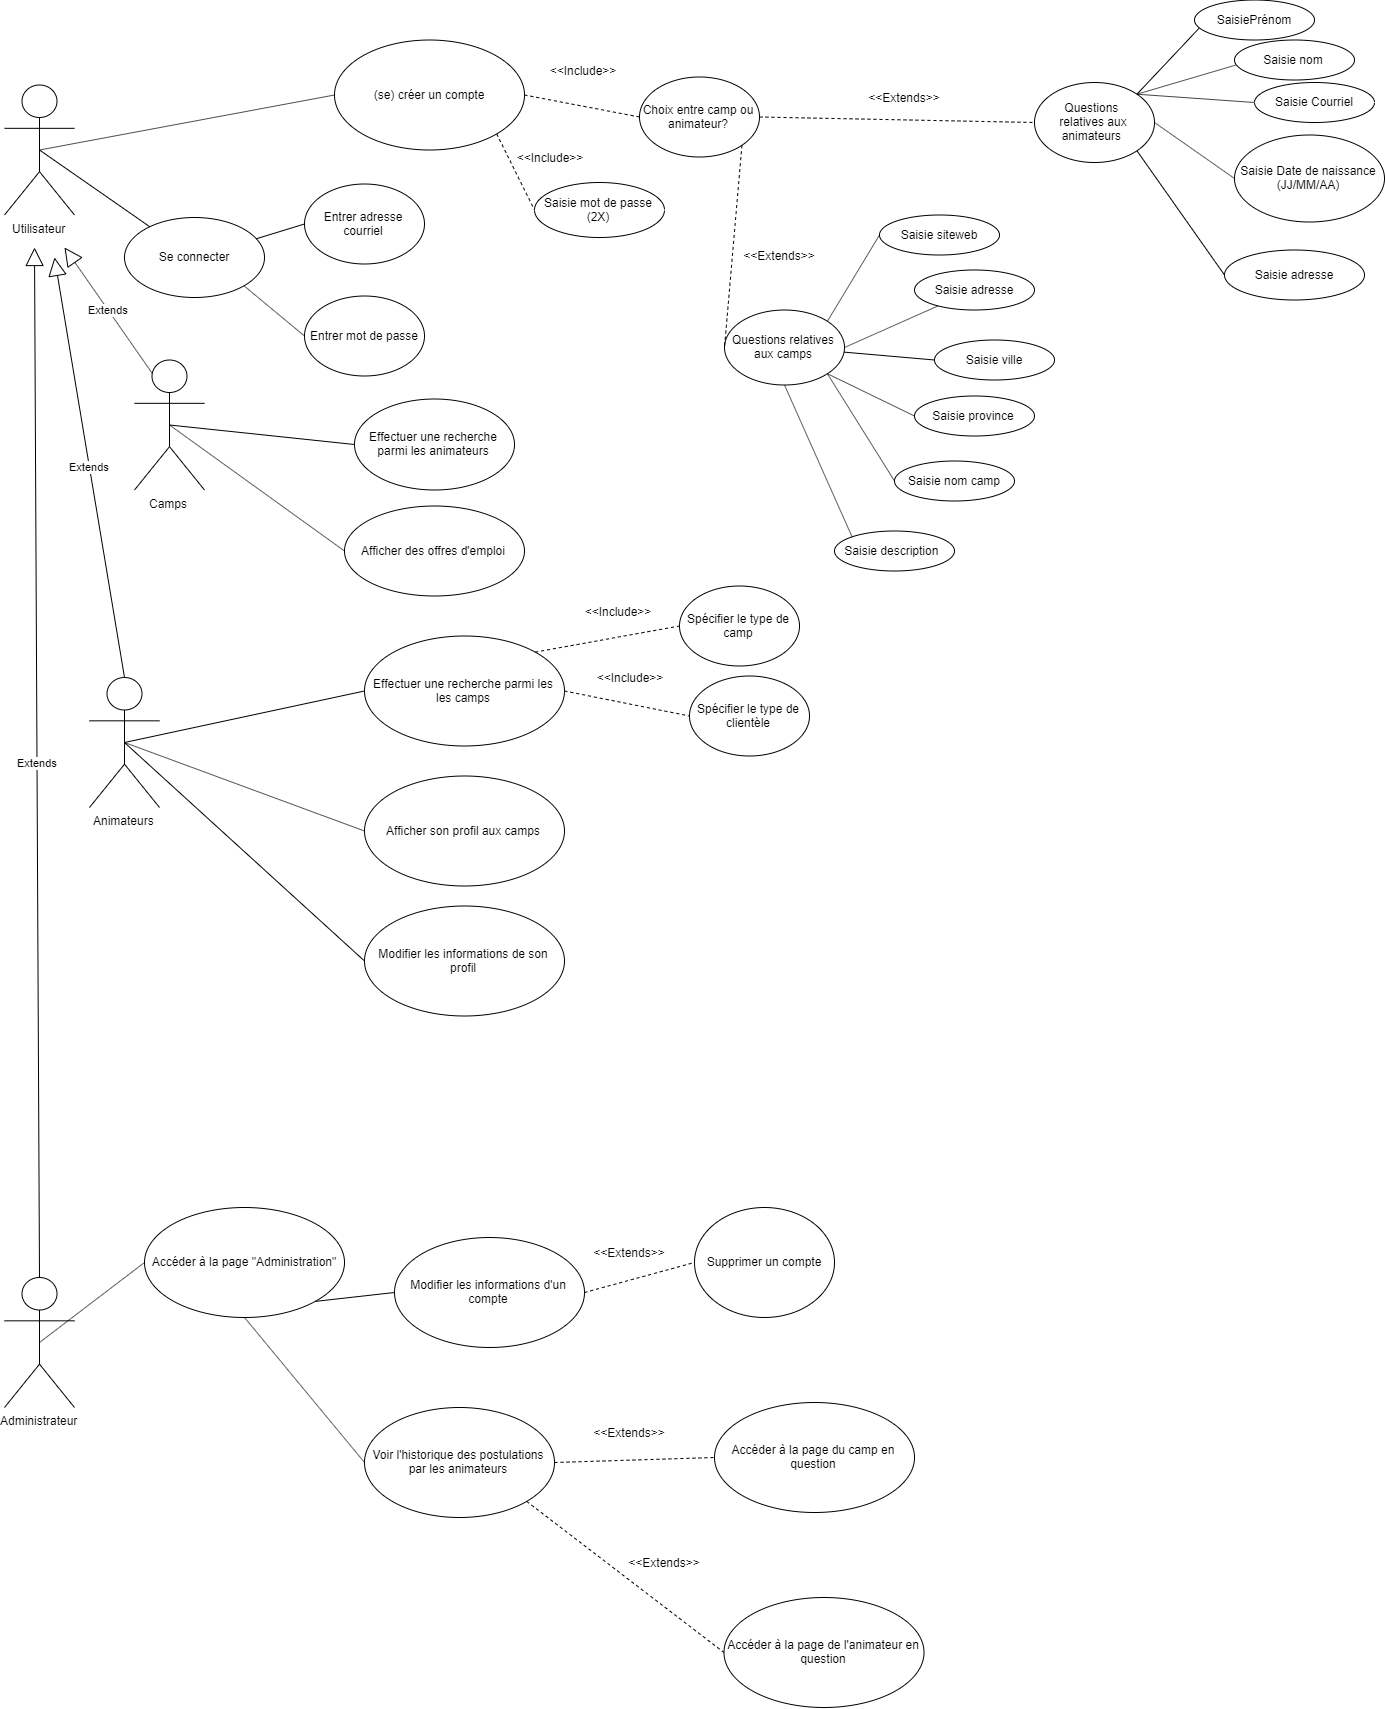 SaisiePrénom
Saisie nom
Saisie Courriel
Saisie Date de naissance
(JJ/MM/AA)
Saisie adresse
Questions
relatives aux
animateurs
<<Extends>>
<<Include>>
(se) créer un compte
Choix entre camp ou
animateur?
<<Include>>
Saisie mot de passe
(2X)
Utilisateur
Se connecter
Entrer adresse
courriel
Entrer mot de passe
<<Extends>>
Saisie siteweb
Saisie adresse
Questions relatives
aux camps
Saisie ville
Saisie province
Saisie nom camp
Saisie description
Extends
Camps
Effectuer une recherche
parmi les animateurs
Afficher des offres d'emploi
Extends
<<Include>>
Spécifier le type de
camp
Effectuer une recherche parmi les
les camps
<<Include>>
Spécifier le type de
clientèle
Extends
Animateurs
Afficher son profil aux camps
Modifier les informations de son
profil
Accéder à la page "Administration"
Modifier les informations d'un
compte
<<Extends>>
Supprimer un compte
Administrateur
Voir l'historique des postulations
par les animateurs
<<Extends>>
Accéder à la page du camp en
question
<<Extends>>
Accéder à la page de l'animateur en
question